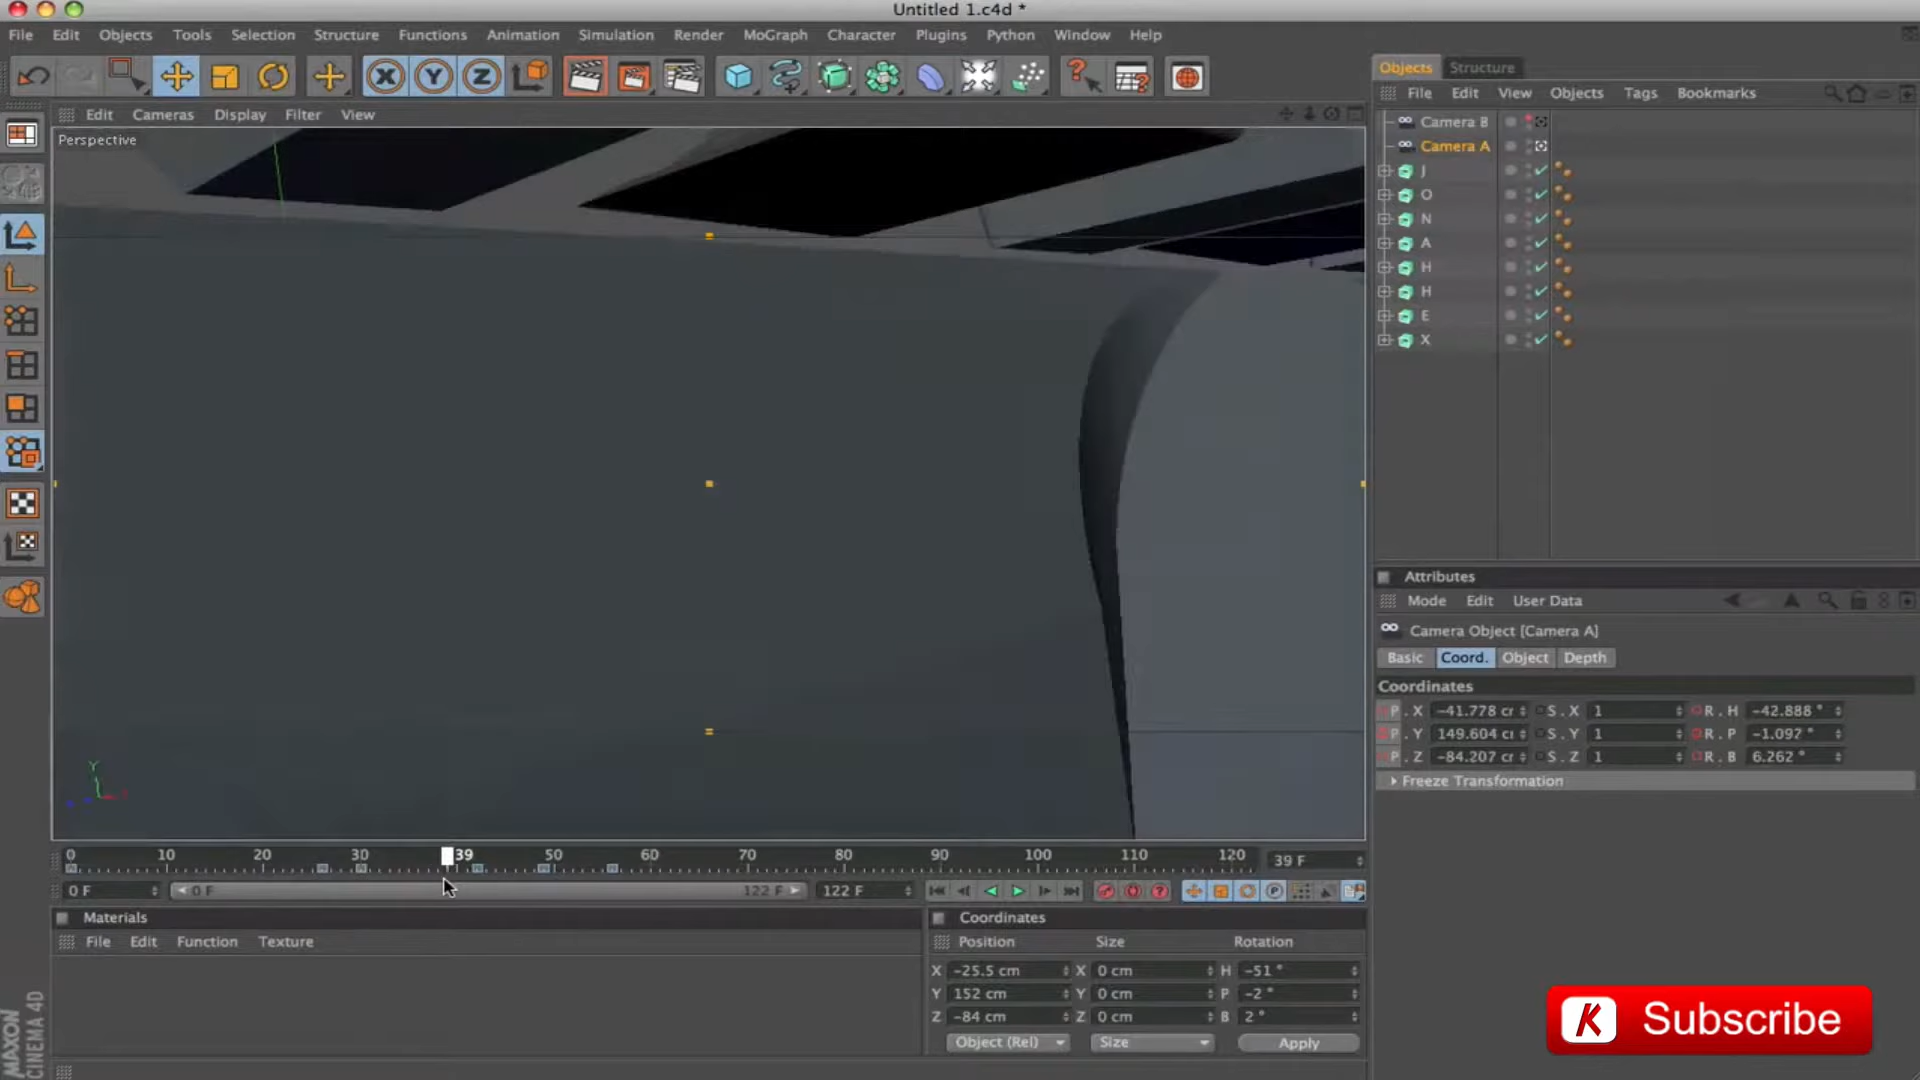 Untitled 1.c4d *
File Edit Objects Tools Selection Structure Functions Animation Simulation Render MoGraph Character Plugins Python Window Help
X Y Z
Objects Structure
File Edit View Objects Tags Bookmarks
Edit Cameras Display Filter View
Perspective
Camera B
Camera A
J
O
N
A
H
H
E
X
Attributes
Mode Edit User Data
Camera Object [Camera A]
Basic Coord. Object Depth
Coordinates
P . X -41.778 cr S . X 1 R . H -42.888 °
P . Y 149.604 cr S . Y 1 R . P -1.097 °
P . Z -84.207 cr S . Z 1 R . B 6.262 °
Freeze Transformation
Y
0 10 20 30 39 50 60 70 80 90 100 110 120 39 F
0 F 0 F 122 F 122 F
Materials
File Edit Function Texture
Coordinates
Position Size Rotation
X -25.5 cm X 0 cm H -51 °
Y 152 cm Y 0 cm P -2 °
Z -84 cm Z 0 cm B 2 °
Object (Rel) Size Apply
MAXON
CINEMA 4D
K Subscribe